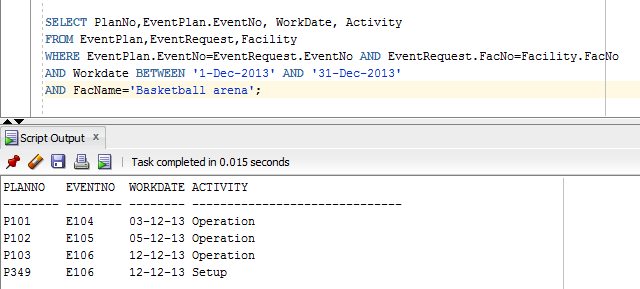 SELECT PlanNo,EventPlan.EventNo, WorkDate, Activity
FROM EventPlan,EventRequest,Facility
WHERE EventPlan.EventNo=EventRequest.EventNo AND EventRequest.FacNo=Facility.FacNo
AND Workdate BETWEEN '1-Dec-2013' AND '31-Dec-2013'
AND FacName='Basketball arena';
Script Output x
Task completed in 0.015 seconds
PLANNO EVENTNO WORKDATE ACTIVITY
-------- -------- -------- ------------------------------
P101 E104 03-12-13 Operation
P102 E105 05-12-13 Operation
P103 E106 12-12-13 Operation
P349 E106 12-12-13 Setup